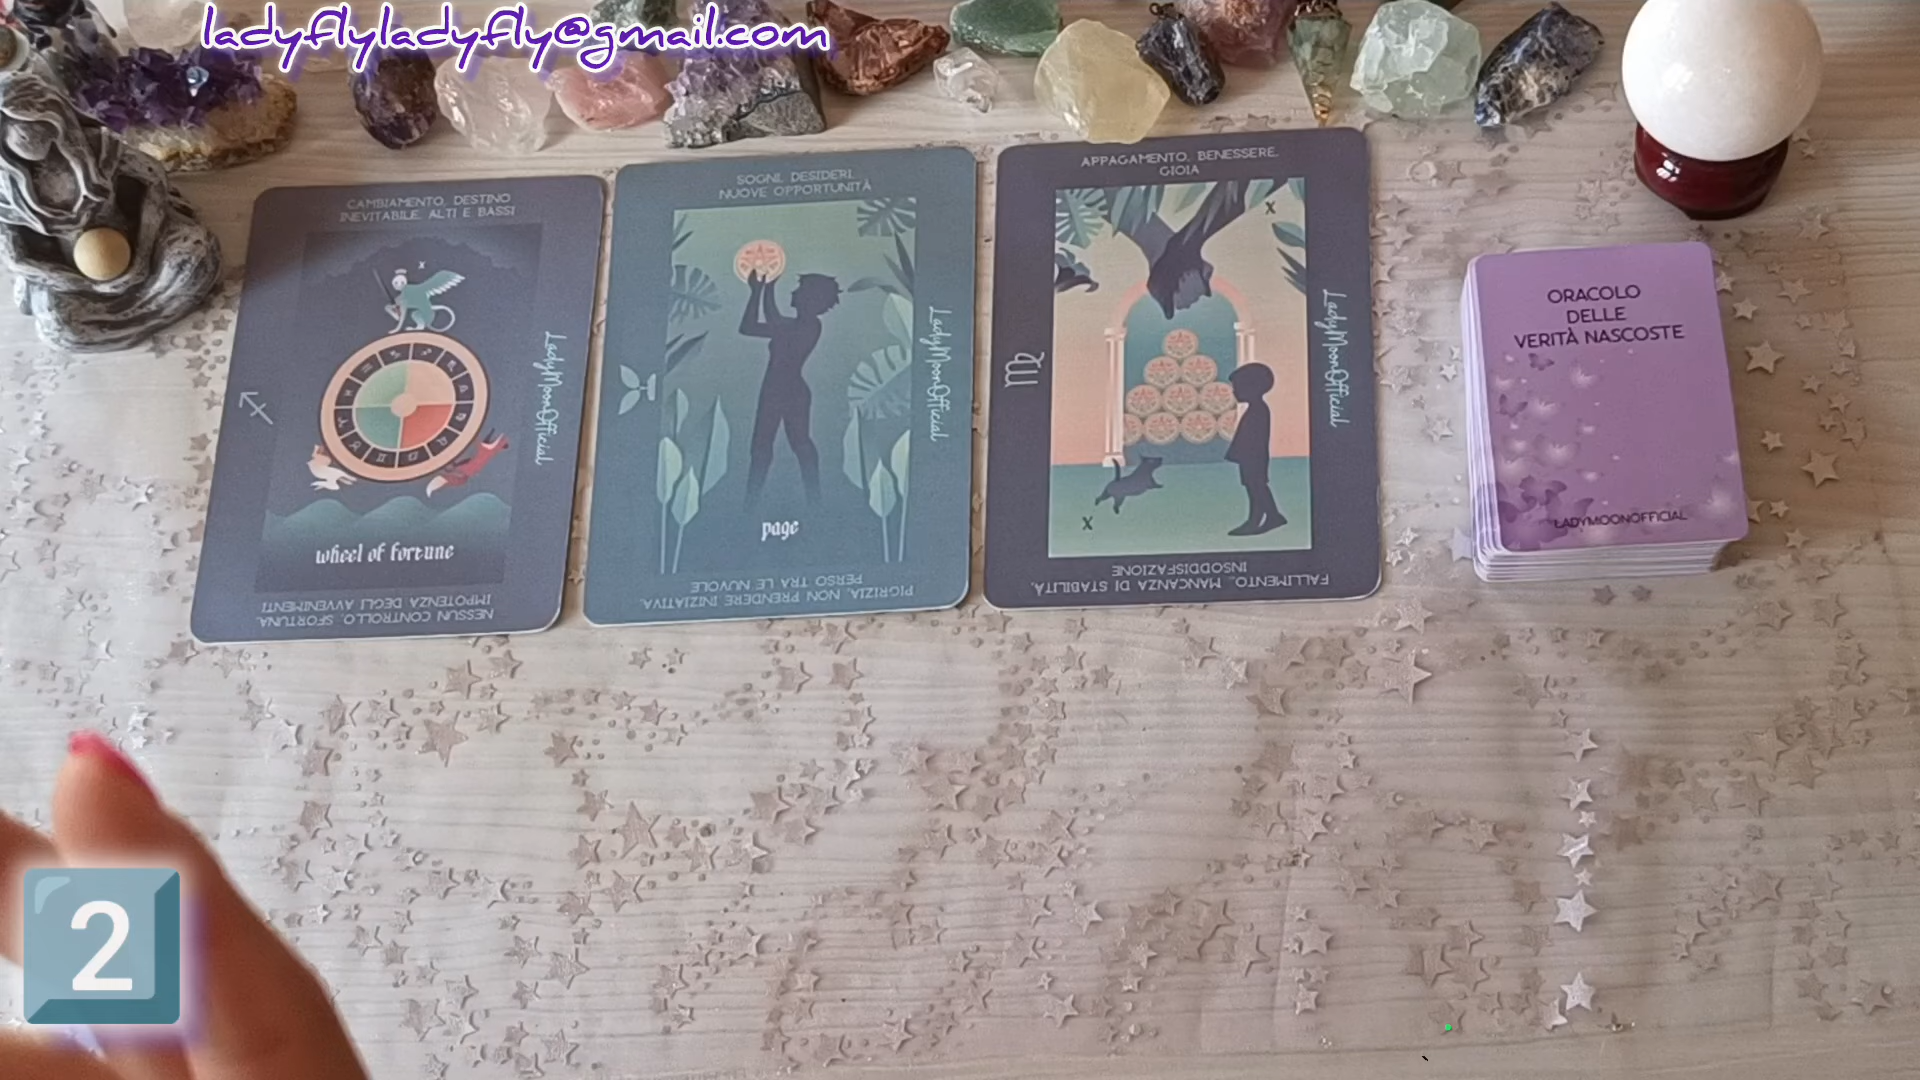 ladyflyladyfly@gmail.com
CAMBIAMENTO, DESTINO
INEVITABILE, ALTI E BASSI
X
LadyMoonOfficial
wheel of fortune
NESSUN CONTROLLO, SFORTUNA,
IMPOTENZA DEGLI AVVENIMENTI
SOGNI, DESIDERI,
NUOVE OPPORTUNITÀ
LadyMoonOfficial
page
PIGRIZIA, NON PRENDERE INIZIATIVA,
PERSO TRA LE NUVOLE
APPAGAMENTO, BENESSERE,
GIOIA
X
LadyMoonOfficial
X
FALLIMENTO, MANCANZA DI STABILITÀ,
INSODDISFAZIONE
ORACOLO
DELLE
VERITÀ NASCOSTE
LADYMOONOFFICIAL
2